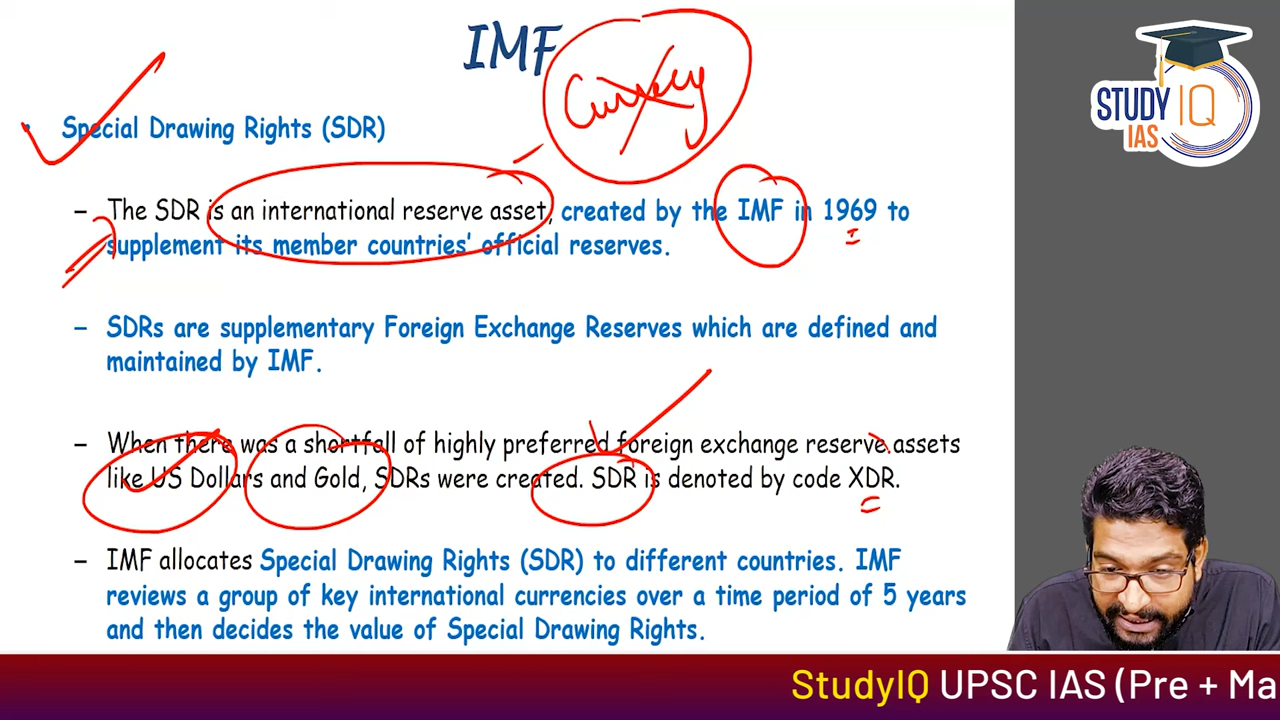 IMF
Currency
STUDY IQ
IAS
Special Drawing Rights (SDR)
– The SDR is an international reserve asset, created by the IMF in 1969 to
supplement its member countries’ official reserves.
– SDRs are supplementary Foreign Exchange Reserves which are defined and
maintained by IMF.
– When there was a shortfall of highly preferred foreign exchange reserve assets
like US Dollars and Gold, SDRs were created. SDR is denoted by code XDR.
– IMF allocates Special Drawing Rights (SDR) to different countries. IMF
reviews a group of key international currencies over a time period of 5 years
and then decides the value of Special Drawing Rights.
StudyIQ UPSC IAS (Pre + Ma